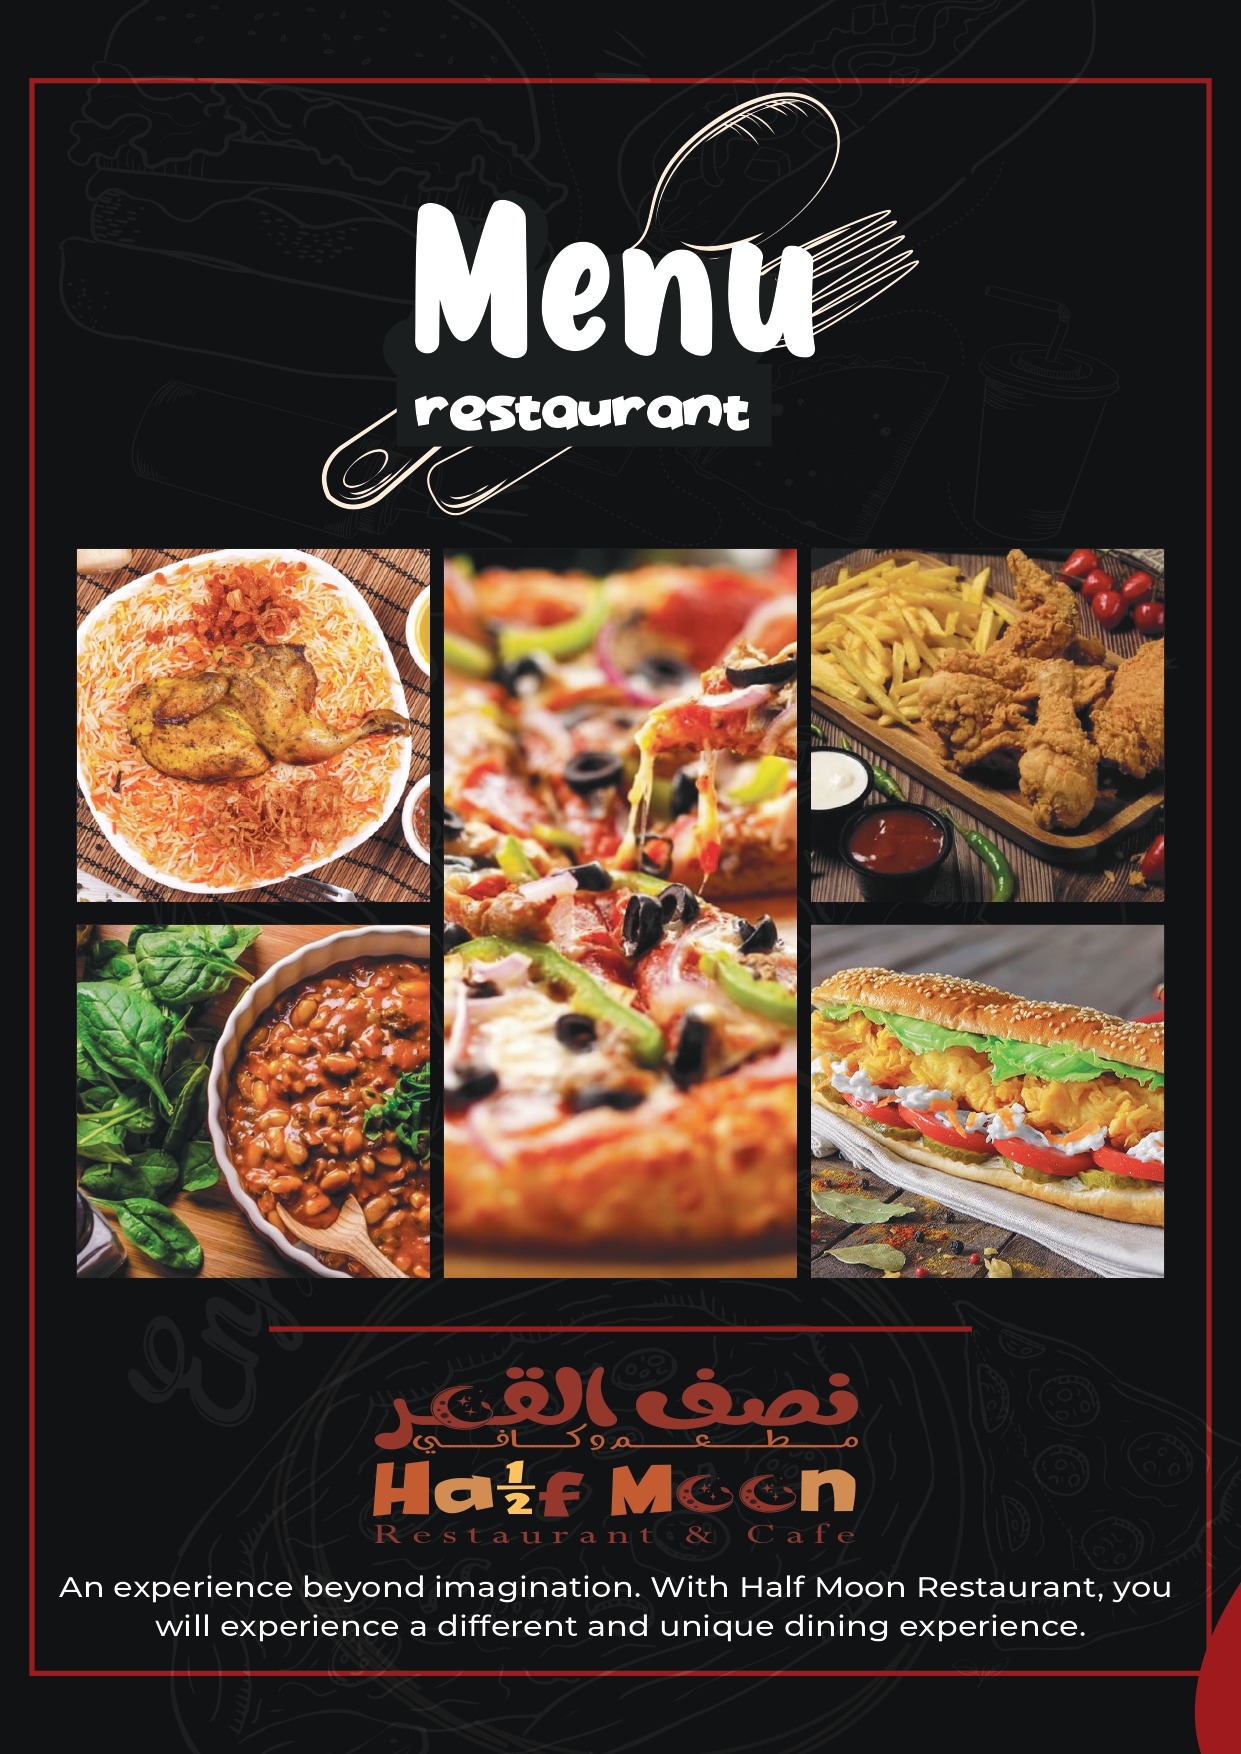 Menu
restaurant
نصف القمر
مطعم وكافي
Ha½f Moon
Restaurant & Cafe
An experience beyond imagination. With Half Moon Restaurant, you
will experience a different and unique dining experience.